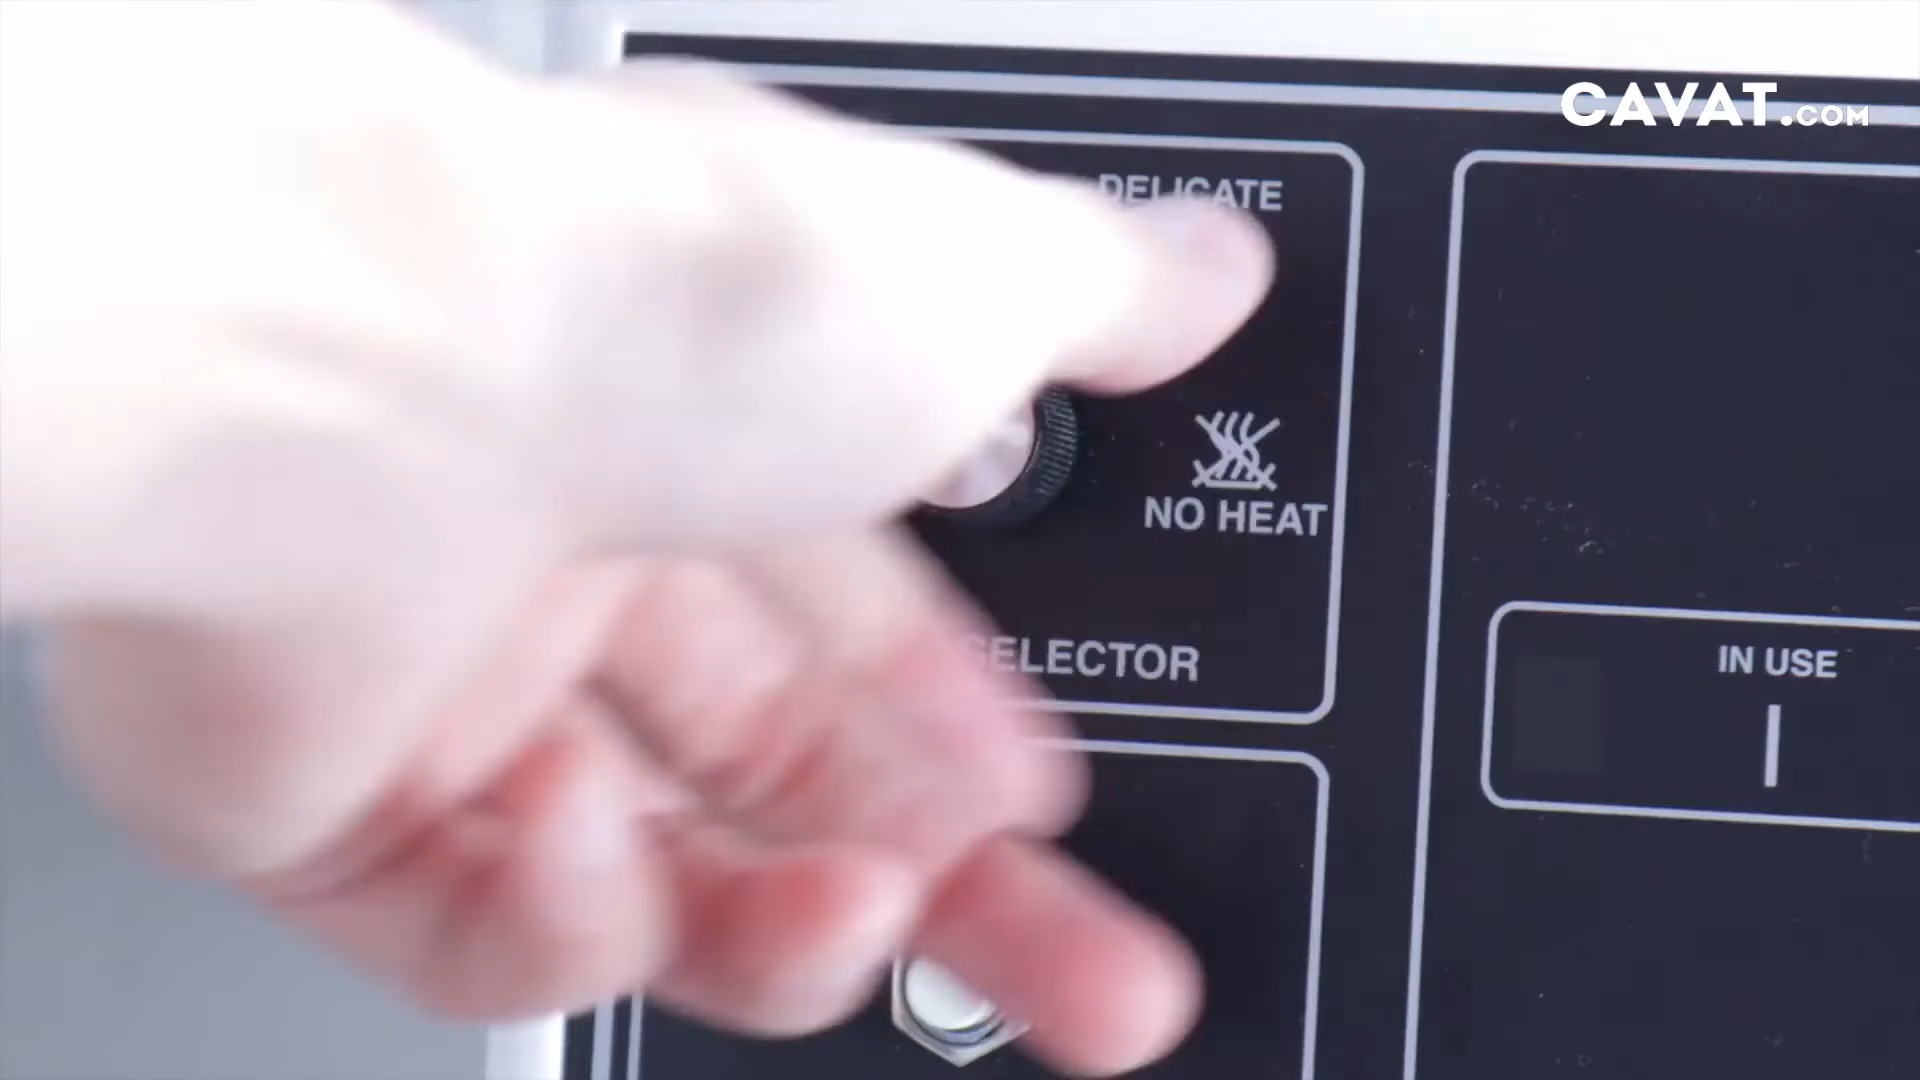 CAVAT.COM
DELICATE
NO HEAT
SELECTOR
IN USE